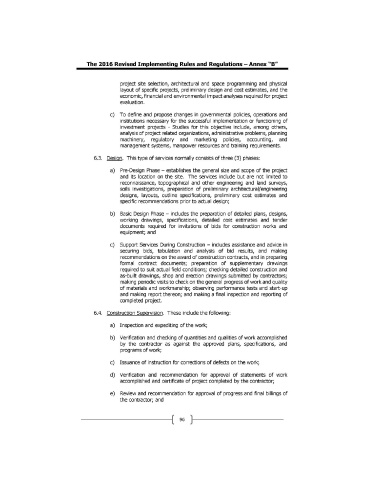 The 2016 Revised Implementing Rules and Regulations – Annex "B"
project site selection, architectural and space programming and physical
layout of specific projects, preliminary design and cost estimates, and the
economic, financial and environmental impact analyses required for project
evaluation.
c) To define and propose changes in governmental policies, operations and
institutions necessary for the successful implementation or functioning of
investment projects - Studies for this objective include, among others,
analysis of project related organizations, administrative problems, planning
machinery, regulatory and marketing policies, accounting, and
management systems, manpower resources and training requirements.
6.3. Design. This type of services normally consists of three (3) phases:
a) Pre-Design Phase – establishes the general size and scope of the project
and its location on the site. The services include but are not limited to
reconnaissance, topographical and other engineering and land surveys,
soils investigations, preparation of preliminary architectural/engineering
designs, layouts, outline specifications, preliminary cost estimates and
specific recommendations prior to actual design;
b) Basic Design Phase – includes the preparation of detailed plans, designs,
working drawings, specifications, detailed cost estimates and tender
documents required for invitations of bids for construction works and
equipment; and
c) Support Services During Construction – includes assistance and advice in
securing bids, tabulation and analysis of bid results, and making
recommendations on the award of construction contracts, and in preparing
formal contract documents; preparation of supplementary drawings
required to suit actual field conditions; checking detailed construction and
as-built drawings, shop and erection drawings submitted by contractors;
making periodic visits to check on the general progress of work and quality
of materials and workmanship; observing performance tests and start-up
and making report thereon; and making a final inspection and reporting of
completed project.
6.4. Construction Supervision. These include the following:
a) Inspection and expediting of the work;
b) Verification and checking of quantities and qualities of work accomplished
by the contractor as against the approved plans, specifications, and
programs of work;
c) Issuance of instruction for corrections of defects on the work;
d) Verification and recommendation for approval of statements of work
accomplished and certificate of project completed by the contractor;
e) Review and recommendation for approval of progress and final billings of
the contractor; and